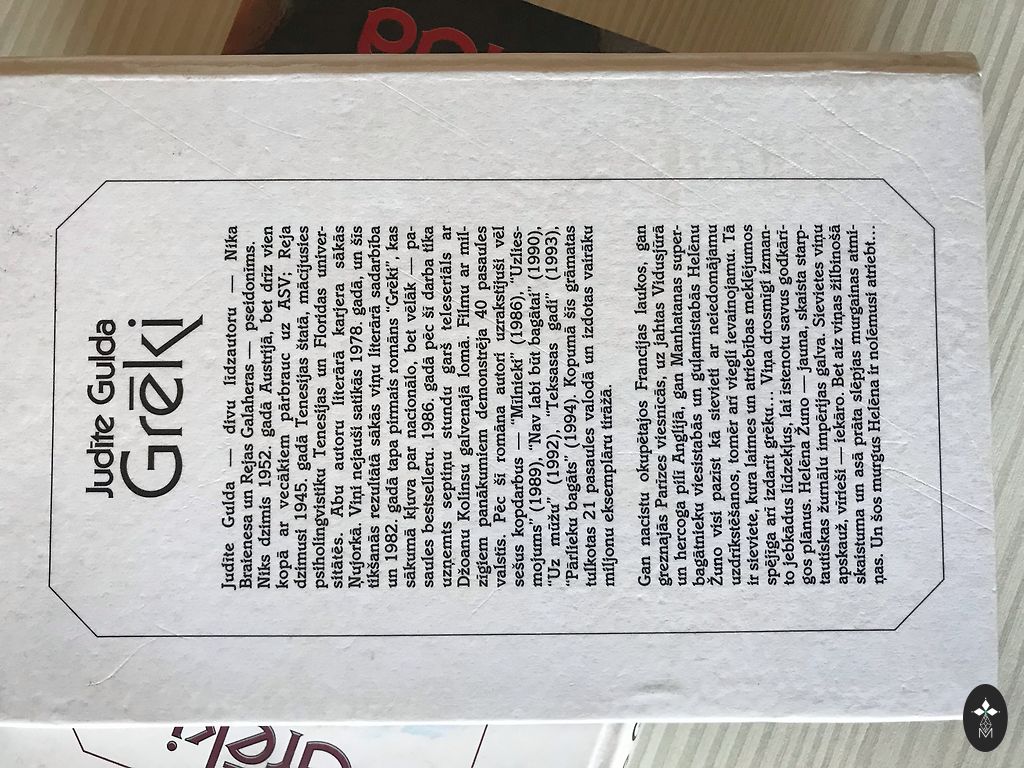 Judite Gulda
Grēki
Judīte Gulda — divu līdzautoru — Nika
Braienesa un Rejas Galaheras — pseidonīms.
Niks dzimis 1952. gadā Austrijā, bet drīz vien
kopā ar vecākiem pārbrauc uz ASV; Reja
dzimusi 1945. gadā Tenesijas štatā, mācījusies
psiholingvistiku Tenesijas un Floridas univer-
sitātēs. Abu autoru literārā karjera sākās
Nujorkā. Viņi nejauši satikās 1978. gadā, un šīs
tikšanās rezultātā sākās viņu literārā sadarbība
un 1982. gadā tapa pirmais romāns “Grēki”, kas
sākumā kļuva par nacionālo, bet vēlāk — pa-
saules bestselleru. 1986. gadā pēc šī darba tika
uzņemts septiņu stundu garš teleseriāls ar
Džoanu Kolinsu galvenajā lomā. Filmu ar mil-
zīgiem panākumiem demonstrēja 40 pasaules
valstīs. Pēc šī romāna autori uzrakstījuši vēl
sešus kopdarbus — “Mīlnieki” (1986), “Uzlies-
mojums” (1989), “Nav labi būt bagātai” (1990),
“Uz mūžu” (1992), “Teksasas gadi” (1993),
“Pārlieku bagāts” (1994). Kopumā šīs grāmatas
tulkotas 21 pasaules valodā un izdotas vairāku
miljonu eksemplāru tirāžā.
Gan nacistu okupētajos Francijas laukos, gan
greznajās Parīzes viesnīcās, uz jahtas Vidusjūrā
un hercoga pilī Anglijā, gan Manhatanas super-
bagātnieku viesistabās un guļamistabās Helēnu
Žuno visi pazīst kā sievieti ar neiedomājamu
uzdrīkstēšanos, tomēr arī viegli ievainojamu. Tā
ir sieviete, kura laimes un atriebības meklējumos
spējīga arī izdarīt grēku... Viņa drosmīgi izman-
to jebkādus līdzekļus, lai īstenotu savus godkārī-
gos plānus. Helēna Žuno — jauna, skaista starp-
tautiskas žurnālu impērijas galva. Sievietes viņu
apskauž, vīrieši — iekāro. Bet aiz viņas žilbinošā
skaistuma un asā prāta slēpjas murgainas atmi-
ņas. Un šos murgus Helēna ir nolēmusi atriebt...
Grēki
M